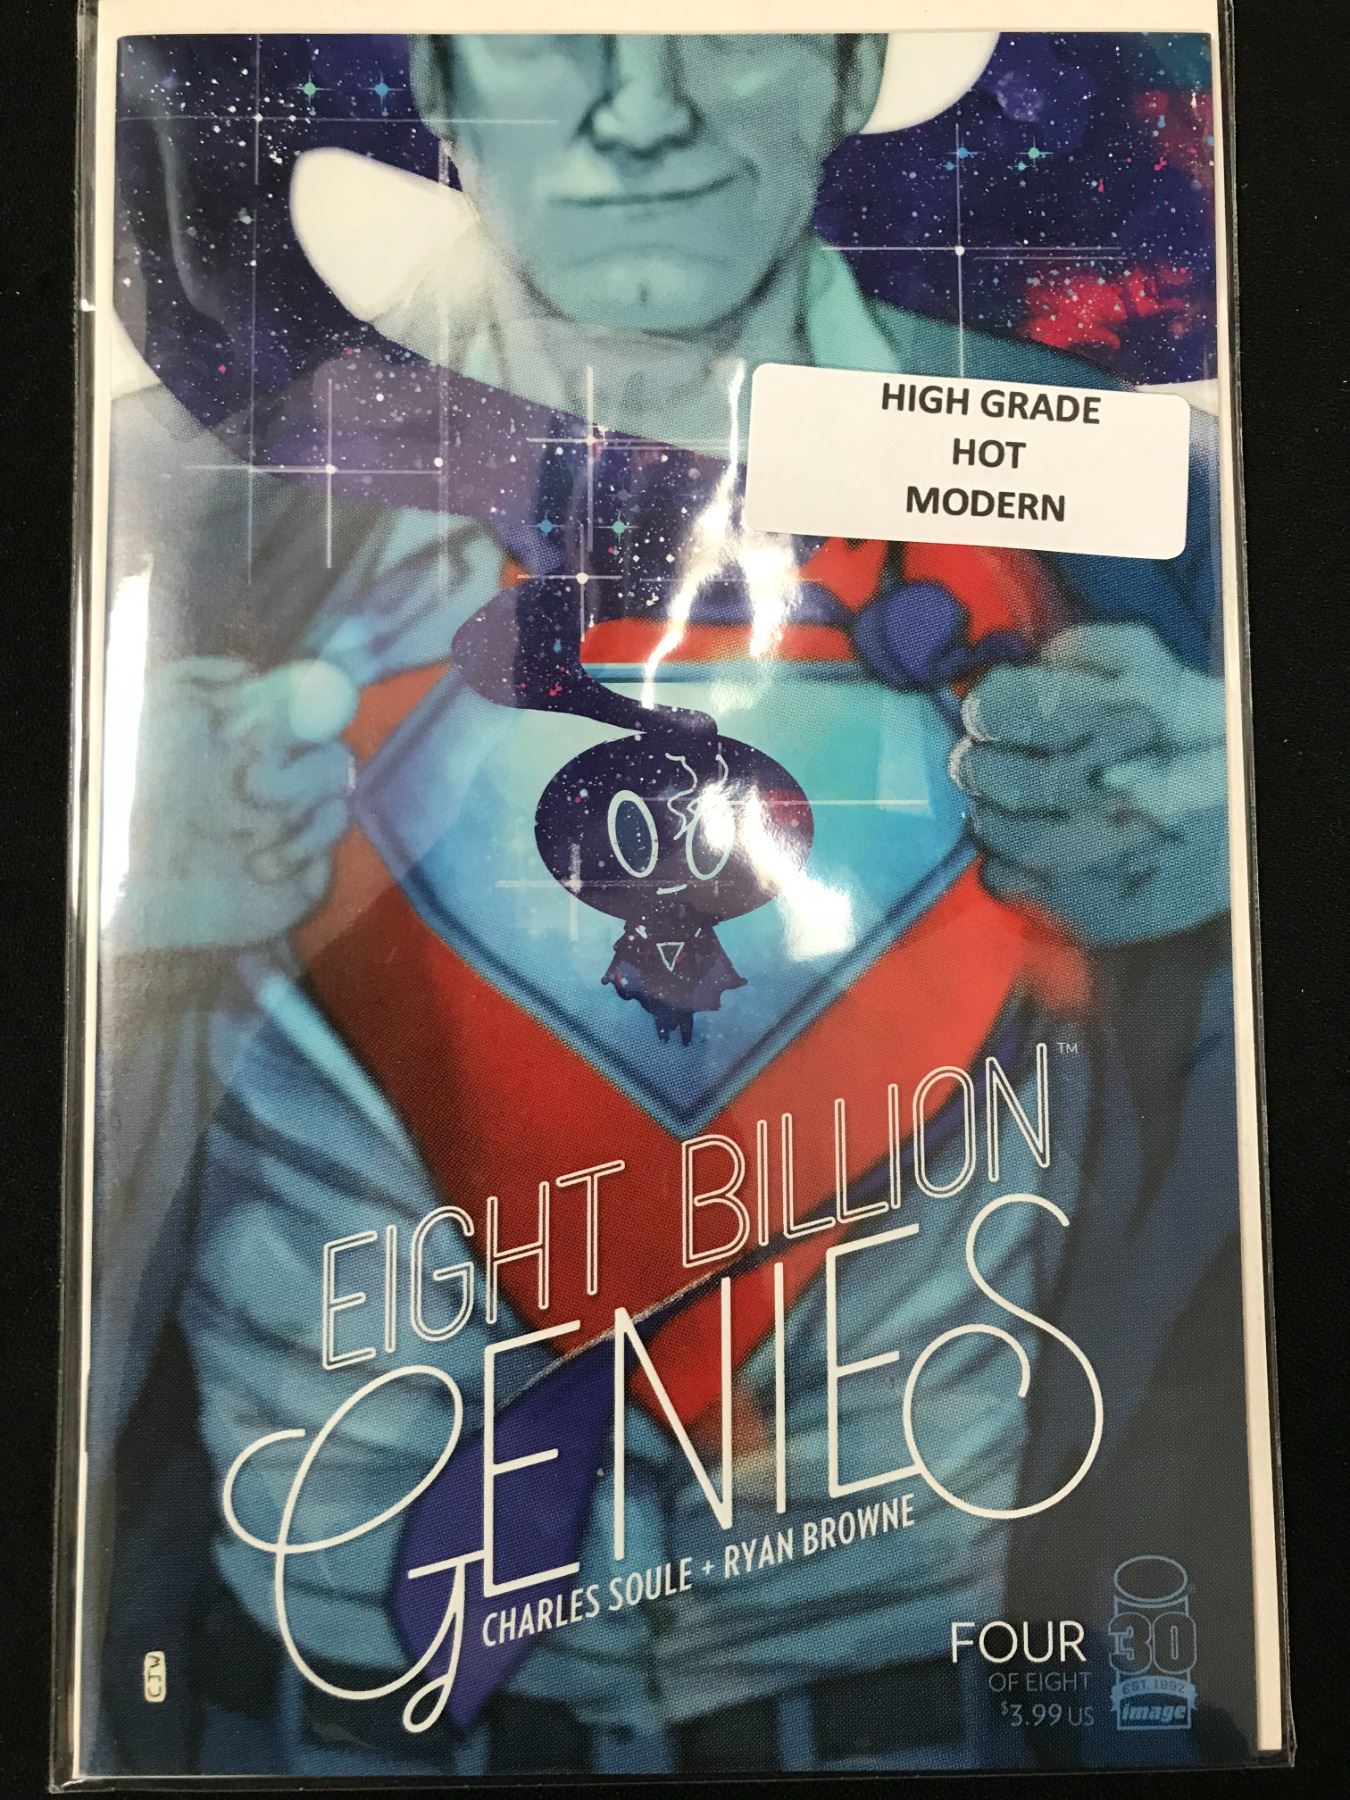 HIGH GRADE
HOT
MODERN
EIGHT BILLION™
GENIES
CHARLES SOULE + RYAN BROWNE
FOUR
OF EIGHT
$3.99 US
30
EST. 1992
image
CJW